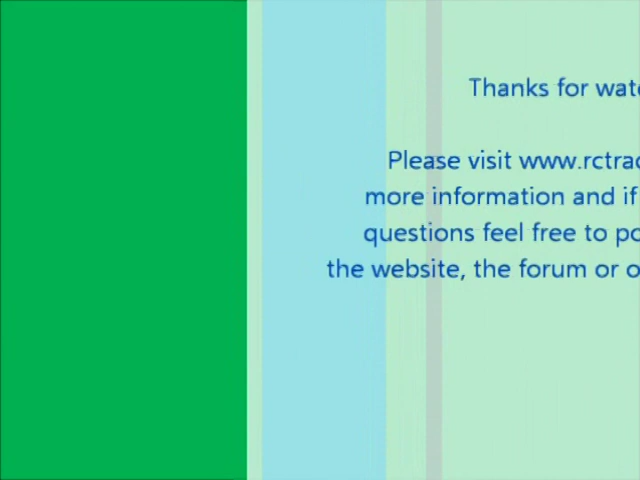 Thanks for wat
Please visit www.rctrac
more information and if
questions feel free to po
the website, the forum or o